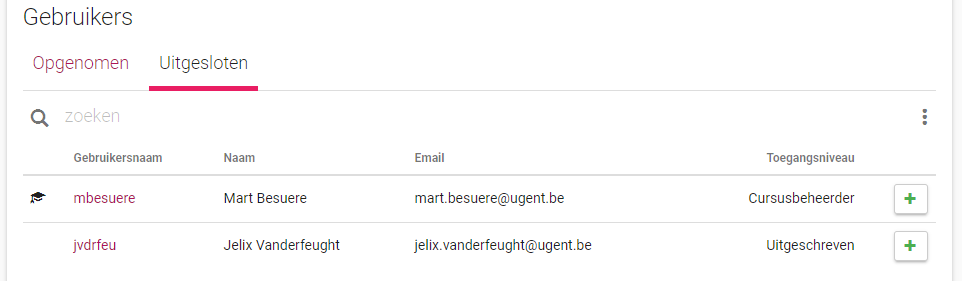 Gebruikers
Opgenomen Uitgesloten
zoeken
Gebruikersnaam Naam Email Toegangsniveau
mbesuere Mart Besuere mart.besuere@ugent.be Cursusbeheerder
jvdrfeu Jelix Vanderfeught jelix.vanderfeught@ugent.be Uitgeschreven